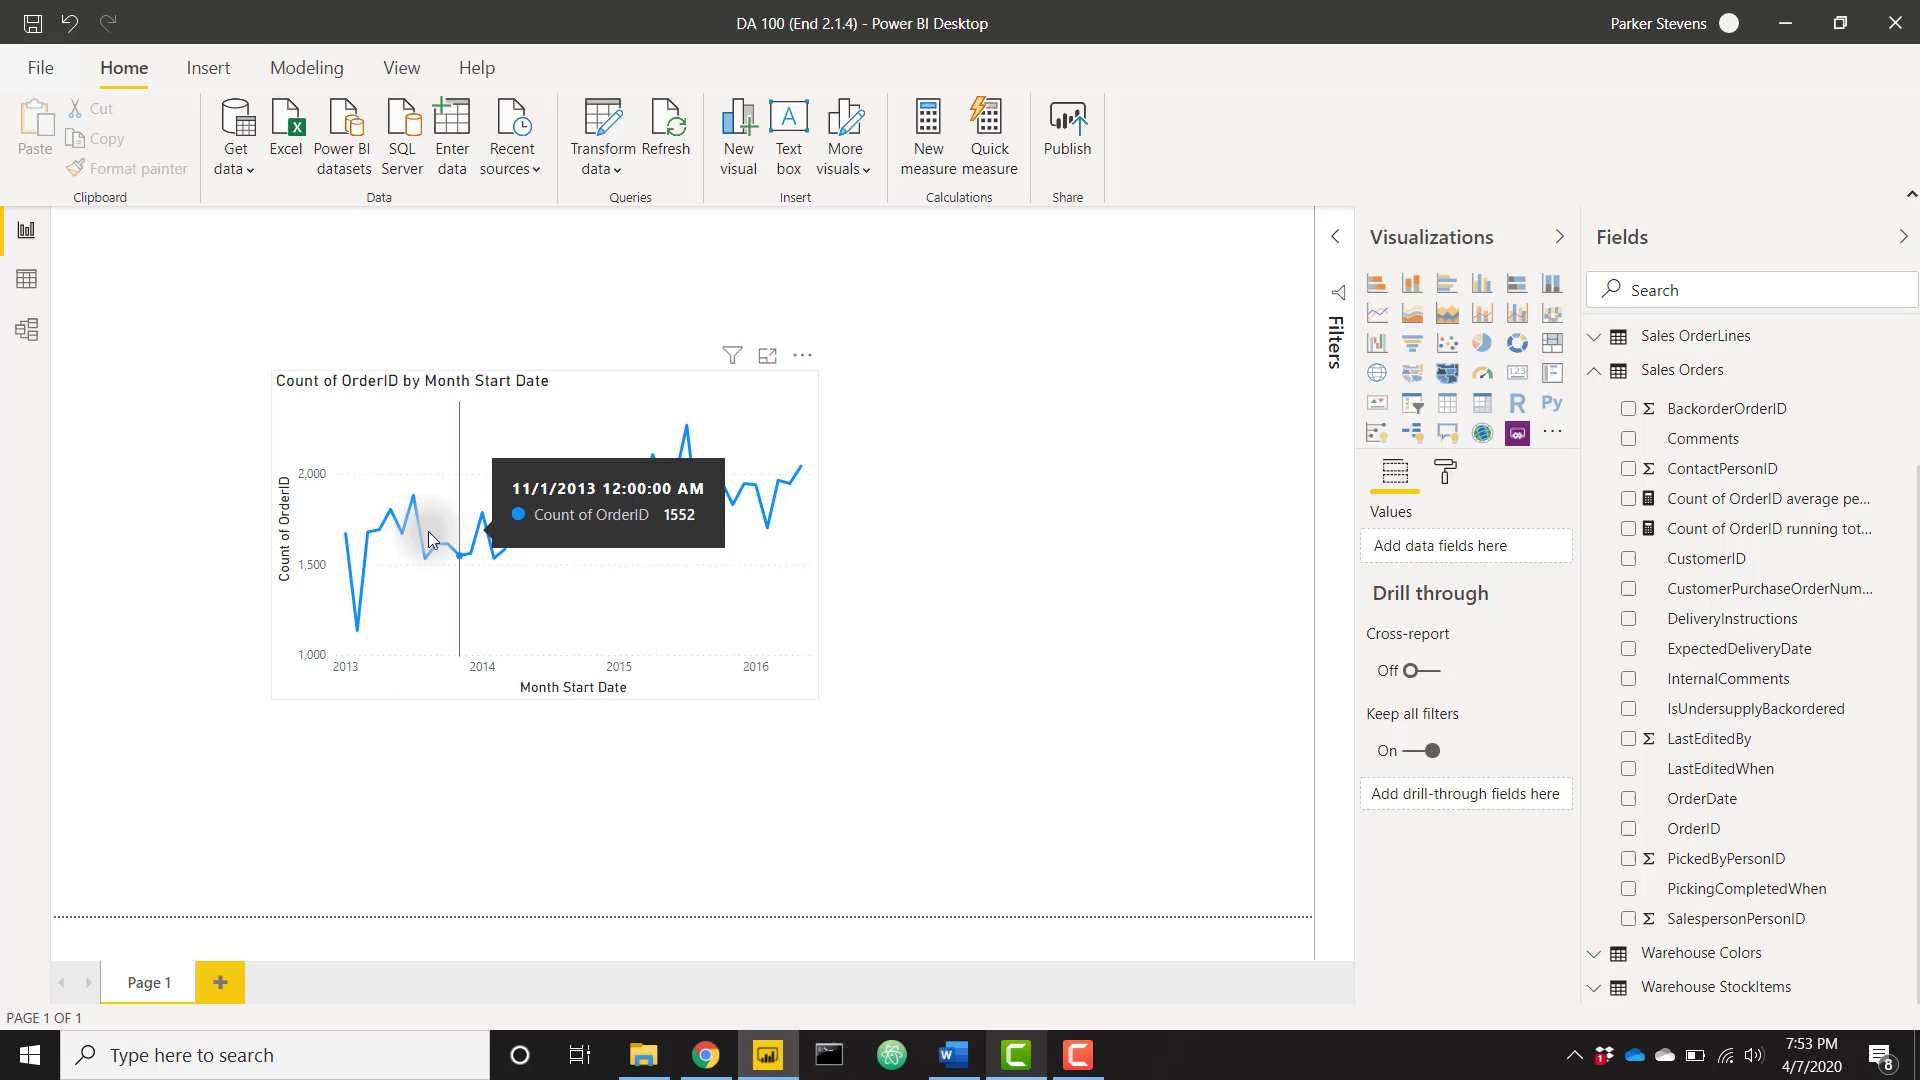 DA 100 (End 2.1.4) - Power BI Desktop
Parker Stevens
File
Home
Insert
Modeling
View
Help
Paste
Cut
Copy
Format painter
Clipboard
Get data
Excel
Power BI datasets
SQL Server
Enter data
Recent sources
Data
Transform data
Refresh
Queries
New visual
A
Text box
More visuals
Insert
New measure
Quick measure
Calculations
Publish
Share
Count of OrderID by Month Start Date
Count of OrderID
2,000
1,500
1,000
2013
2014
2015
2016
Month Start Date
11/1/2013 12:00:00 AM
Count of OrderID 1552
Filters
Visualizations
123
R
Py
Values
Add data fields here
Drill through
Cross-report
Off
Keep all filters
On
Add drill-through fields here
Fields
Search
Sales OrderLines
Sales Orders
Σ BackorderOrderID
Comments
Σ ContactPersonID
Count of OrderID average pe...
Count of OrderID running tot...
CustomerID
CustomerPurchaseOrderNum...
DeliveryInstructions
ExpectedDeliveryDate
InternalComments
IsUndersupplyBackordered
Σ LastEditedBy
LastEditedWhen
OrderDate
OrderID
Σ PickedByPersonID
PickingCompletedWhen
Σ SalespersonPersonID
Warehouse Colors
Warehouse StockItems
Page 1
+
PAGE 1 OF 1
Type here to search
7:53 PM
4/7/2020
8